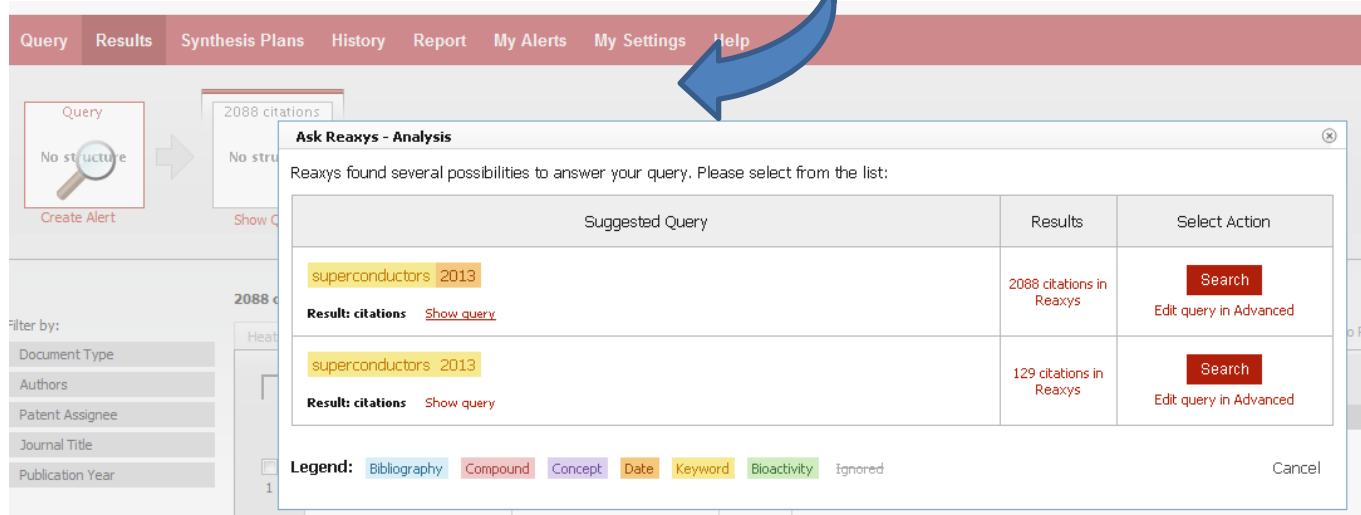 Query Results Synthesis Plans History Report My Alerts My Settings Help
Query
No structure
Create Alert
2088 citations
No stru
Show Q
Ask Reaxys - Analysis
Reaxys found several possibilities to answer your query. Please select from the list:
Suggested Query Results Select Action
superconductors 2013
Result: citations Show query
2088 citations in
Reaxys
Search
Edit query in Advanced
superconductors 2013
Result: citations Show query
129 citations in
Reaxys
Search
Edit query in Advanced
Legend: Bibliography Compound Concept Date Keyword Bioactivity Ignored
Cancel
2088 c
Filter by:
Heat
Document Type
Authors
Patent Assignee
Journal Title
Publication Year
1